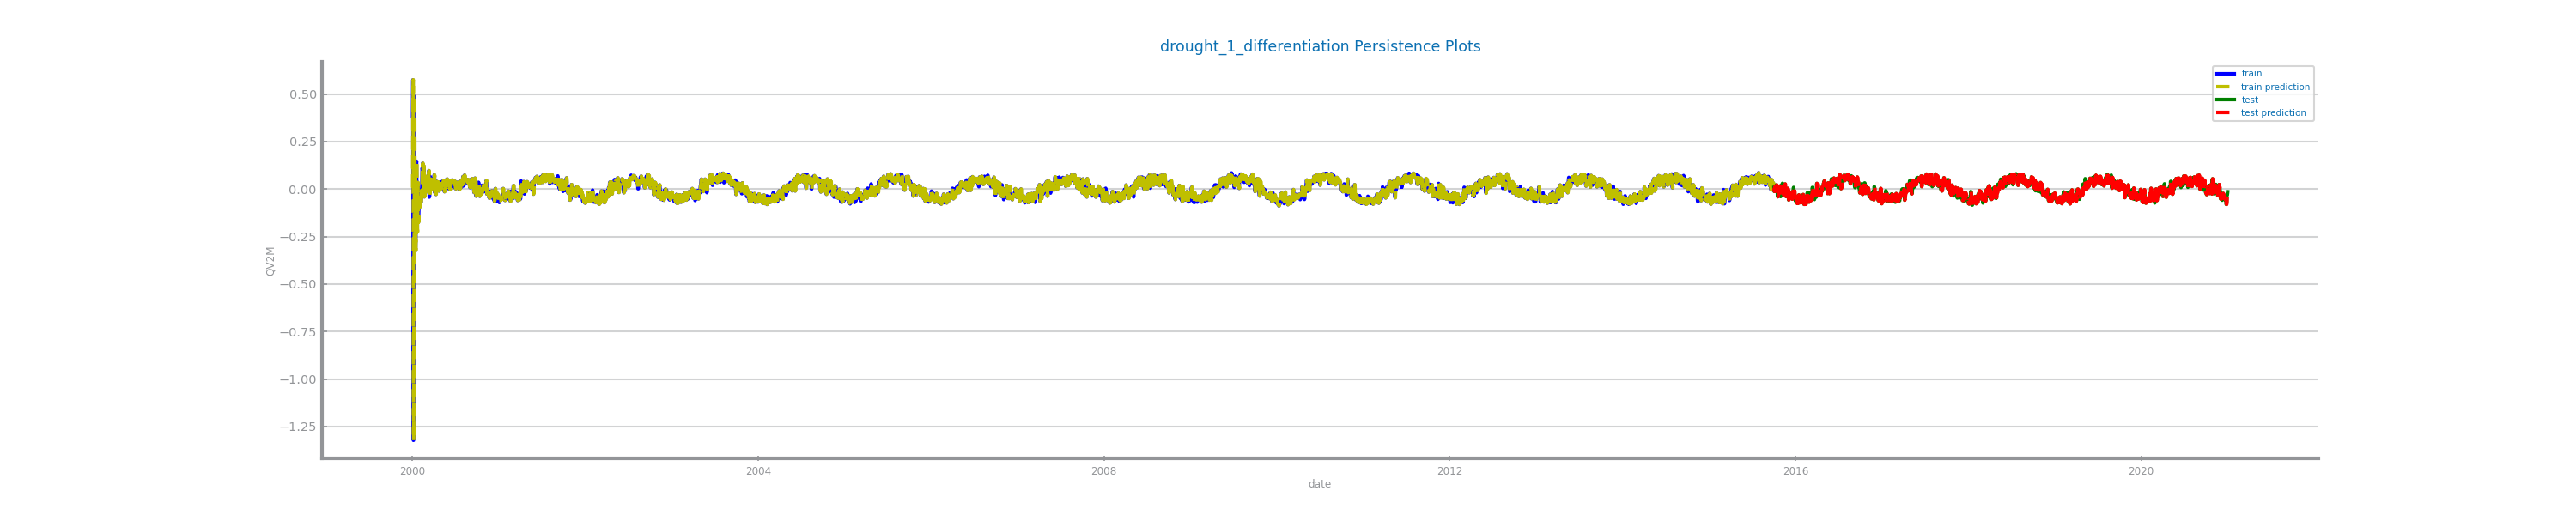 drought_1_differentiation Persistence Plots
train
train prediction
test
test prediction
0.50
0.25
0.00
−0.25
−0.50
−0.75
−1.00
−1.25
QV2M
2000 2004 2008 2012 2016 2020
date